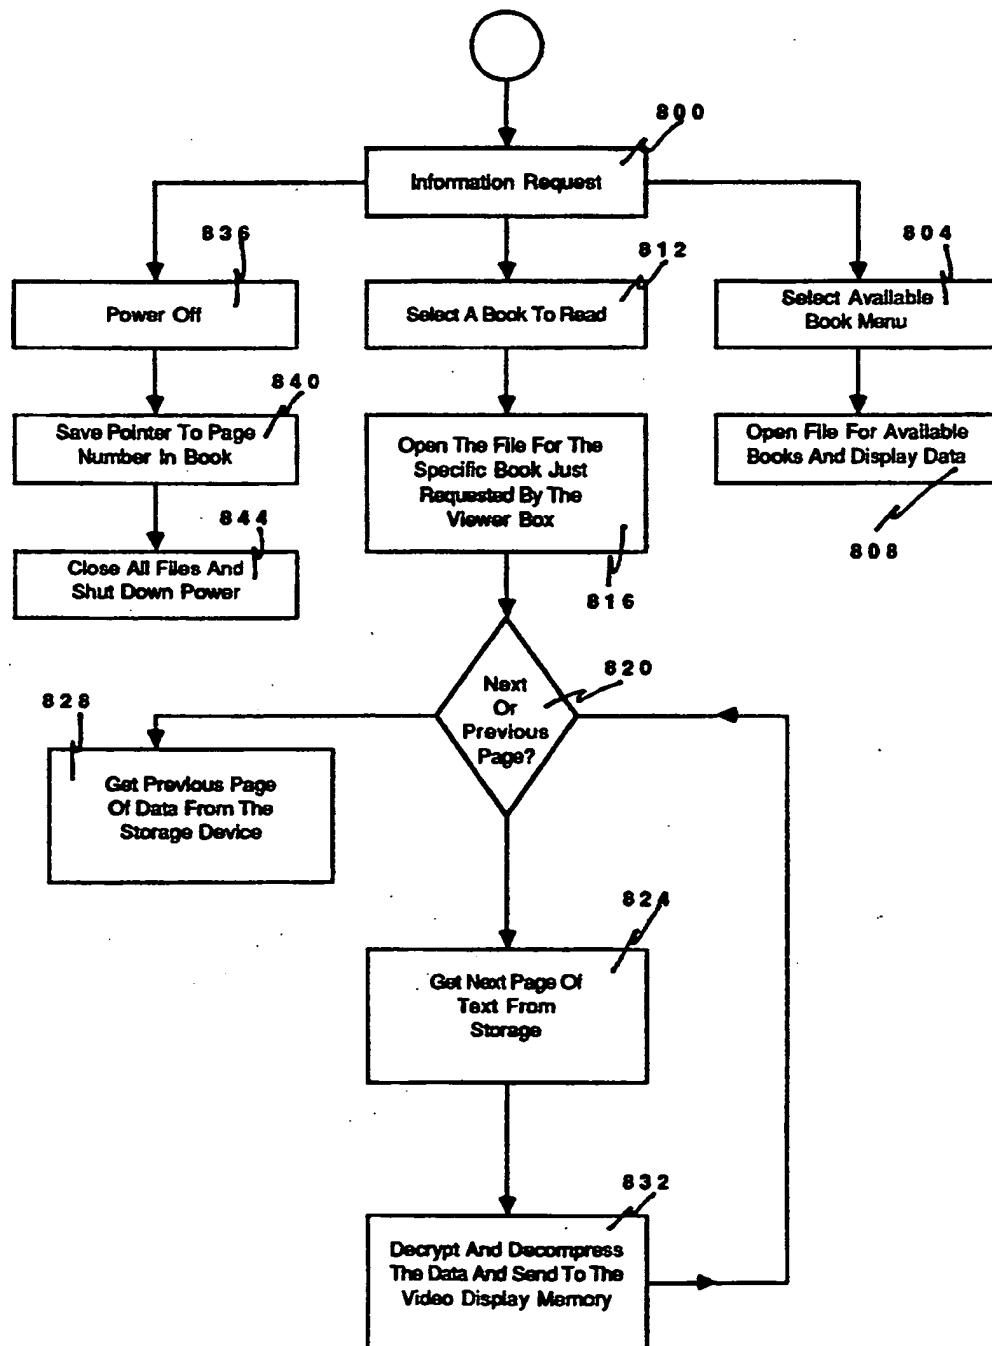 800
Information Request
836
812
804
Power Off
Select A Book To Read
Select Available
Book Menu
840
Save Pointer To Page
Number In Book
Open The File For The
Specific Book Just
Requested By The
Viewer Box
Open File For Available
Books And Display Data
844
808
Close All Files And
Shut Down Power
816
820
Next
Or
Previous
Page?
828
Get Previous Page
Of Data From The
Storage Device
824
Get Next Page Of
Text From
Storage
832
Decrypt And Decompress
The Data And Send To The
Video Display Memory